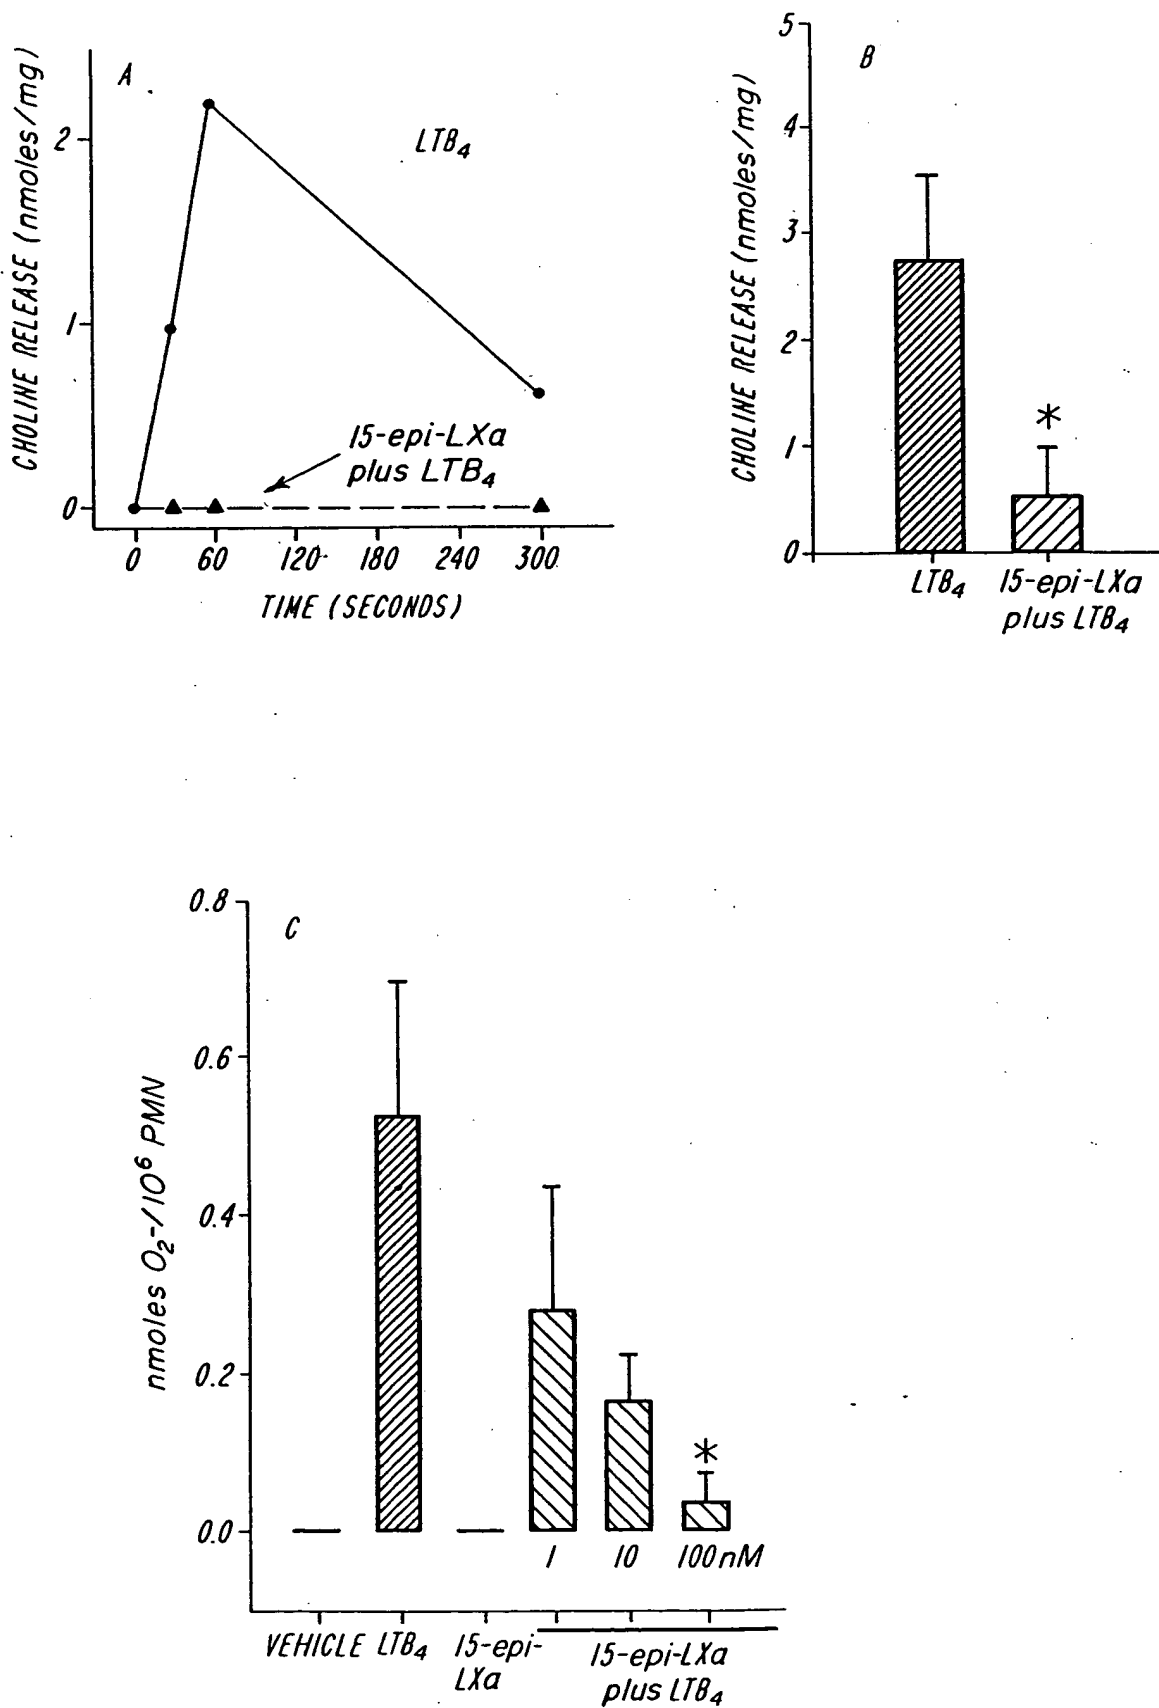 A
CHOLINE RELEASE (nmoles/mg)
2
1
0
LTB₄
15-epi-LXa
plus LTB₄
0 60 120 180 240 300
TIME (SECONDS)
B
CHOLINE RELEASE (nmoles/mg)
5
4
3
2
1
0
*
LTB₄ 15-epi-LXa
plus LTB₄
C
nmoles O₂-/10⁶ PMN
0.8
0.6
0.4
0.2
0.0
*
1 10 100nM
VEHICLE LTB₄ 15-epi-
LXa
15-epi-LXa
plus LTB₄